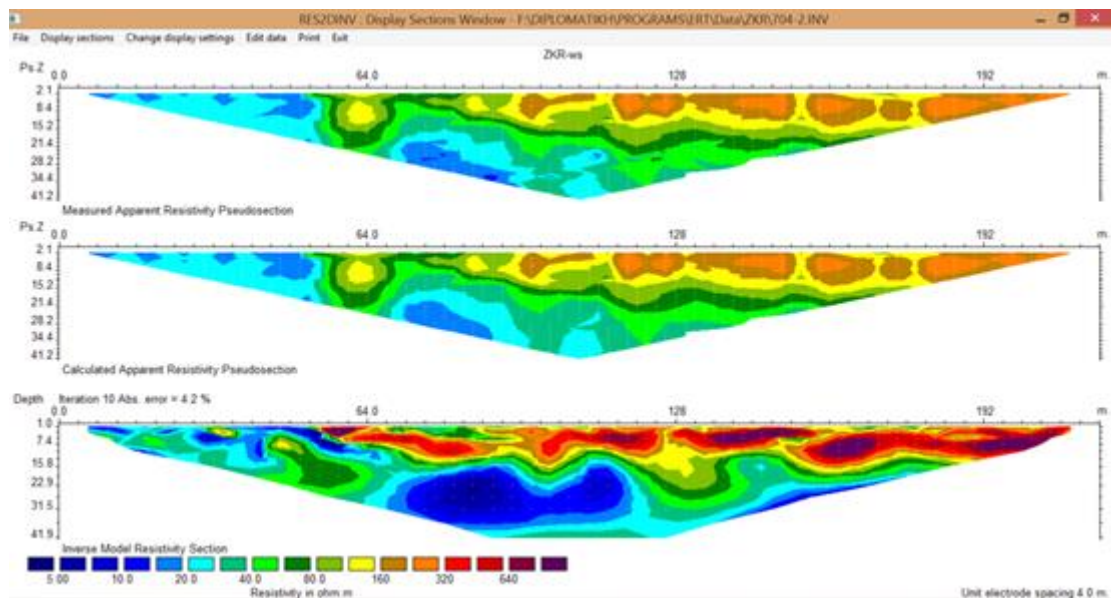 RES2DINV : Display Sections Window - F:\DIPLOMATIKH\PROGRAMS\ERT\Data\ZKR\704-2.INV
File Display sections Change display settings Edit data Print Exit
ZKR-ws
Ps.Z 0.0 64.0 128 192 m.
2.1
8.4
15.2
21.4
28.2
34.4
41.2
Measured Apparent Resistivity Pseudosection
Ps.Z 0.0 64.0 128 192 m.
2.1
8.4
15.2
21.4
28.2
34.4
41.2
Calculated Apparent Resistivity Pseudosection
Depth Iteration 10 Abs. error = 4.2 %
0.0 64.0 128 192 m.
1.0
7.4
15.8
22.9
31.5
41.9
Inverse Model Resistivity Section
5.00 10.0 20.0 40.0 80.0 160 320 640
Resistivity in ohm.m
Unit electrode spacing 4.0 m.